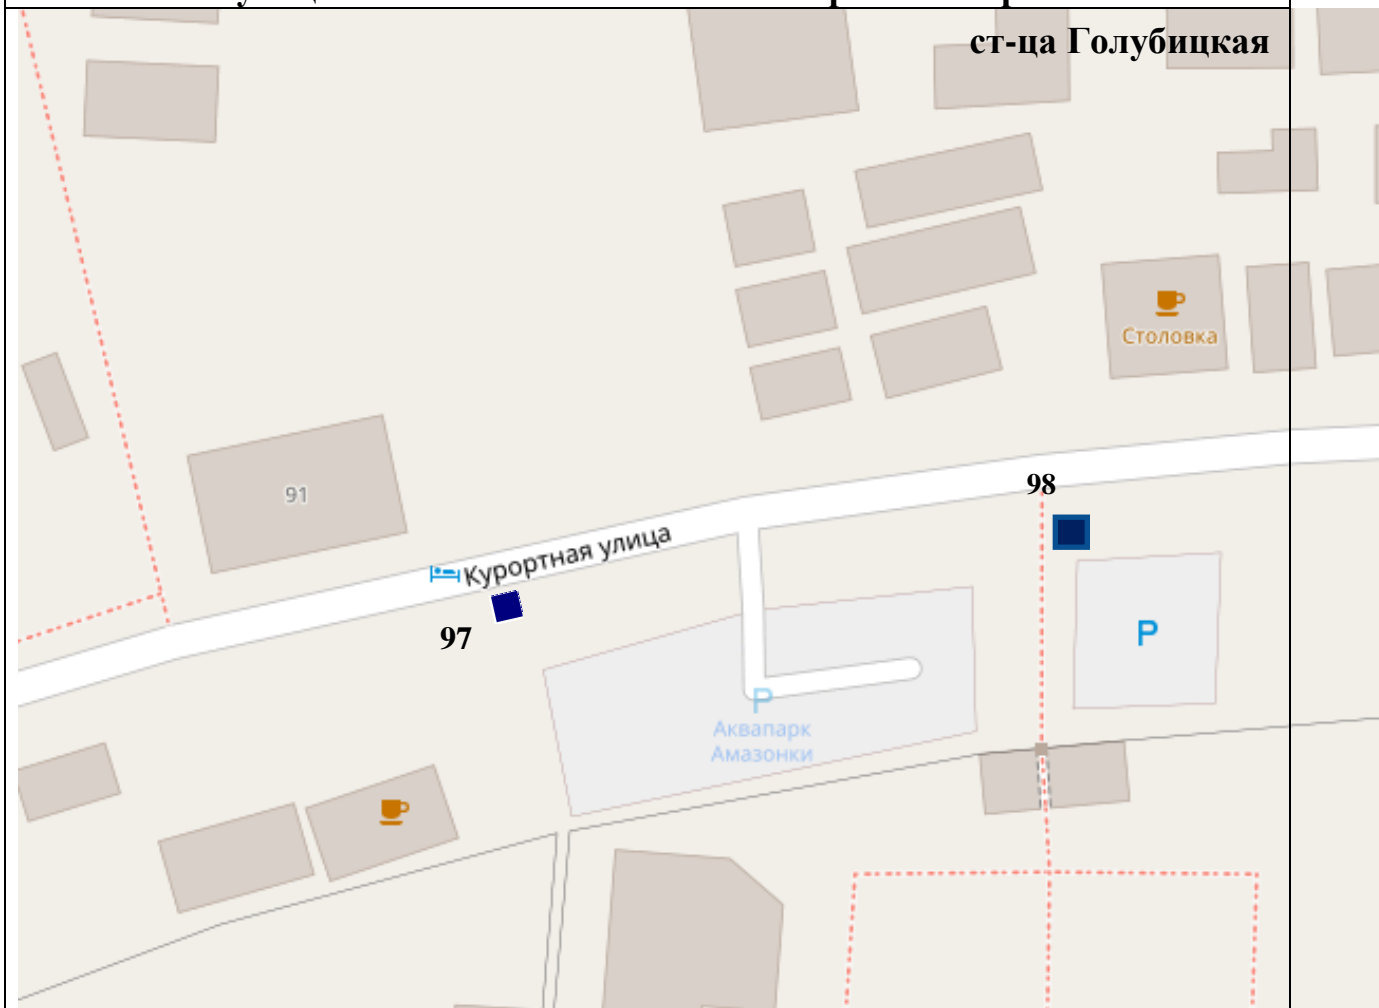 ст-ца Голубицкая
Столовка
91
98
Курортная улица
97
P
P
Аквапарк
Амазонки